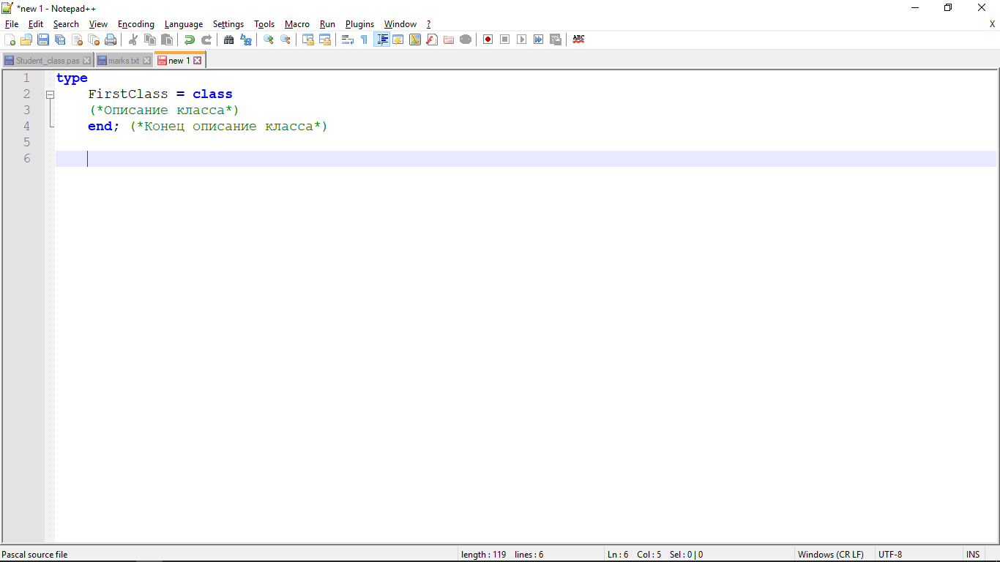 *new 1 - Notepad++
File Edit Search View Encoding Language Settings Tools Macro Run Plugins Window ? X
ABC
Student_class.pas marks.txt new 1
1 type
2 FirstClass = class
3 (*Описание класса*)
4 end; (*Конец описание класса*)
5
6
Pascal source file length : 119 lines : 6 Ln : 6 Col : 5 Sel : 0 | 0 Windows (CR LF) UTF-8 INS